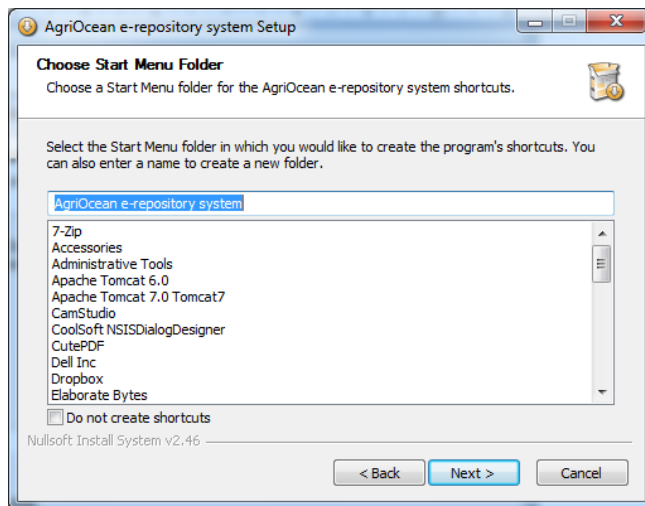 AgriOcean e-repository system Setup
Choose Start Menu Folder
Choose a Start Menu folder for the AgriOcean e-repository system shortcuts.
Select the Start Menu folder in which you would like to create the program's shortcuts. You
can also enter a name to create a new folder.
AgriOcean e-repository system
7-Zip
Accessories
Administrative Tools
Apache Tomcat 6.0
Apache Tomcat 7.0 Tomcat7
CamStudio
CoolSoft NSISDialogDesigner
CutePDF
Dell Inc
Dropbox
Elaborate Bytes
Do not create shortcuts
Nullsoft Install System v2.46
< Back
Next >
Cancel